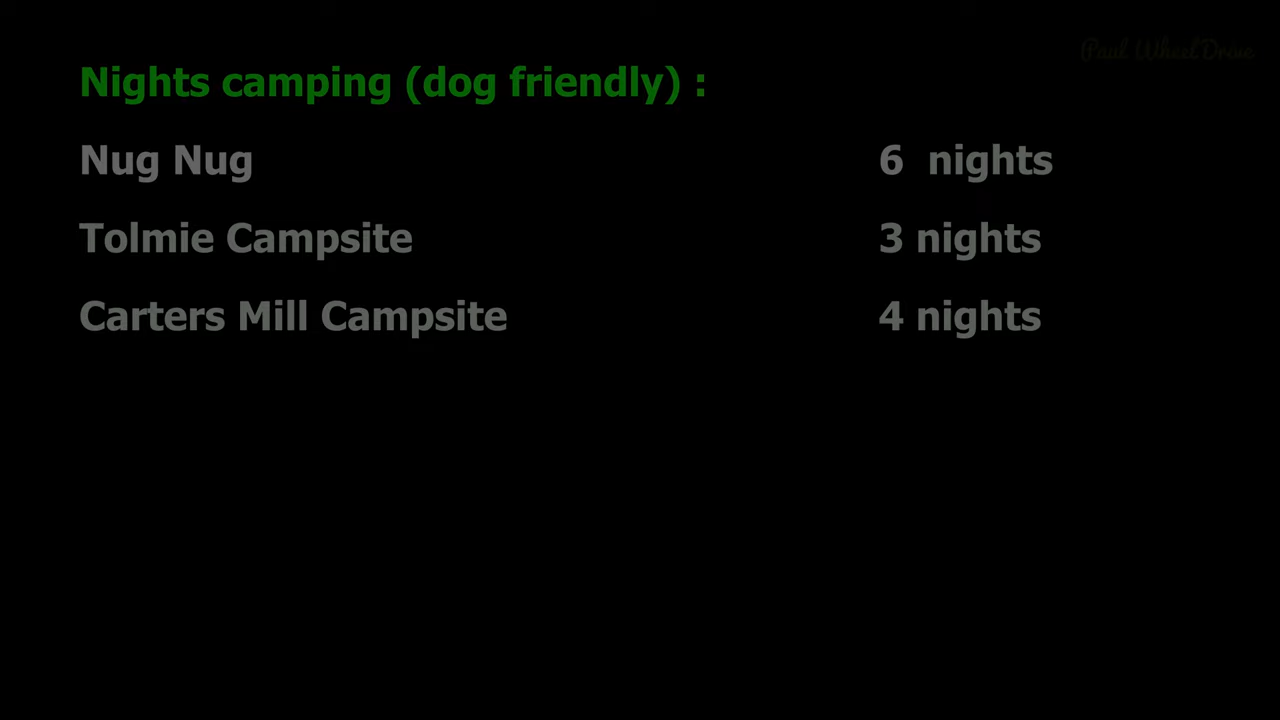 Paul Wheel Drive
Nights camping (dog friendly) :
Nug Nug 6 nights
Tolmie Campsite 3 nights
Carters Mill Campsite 4 nights